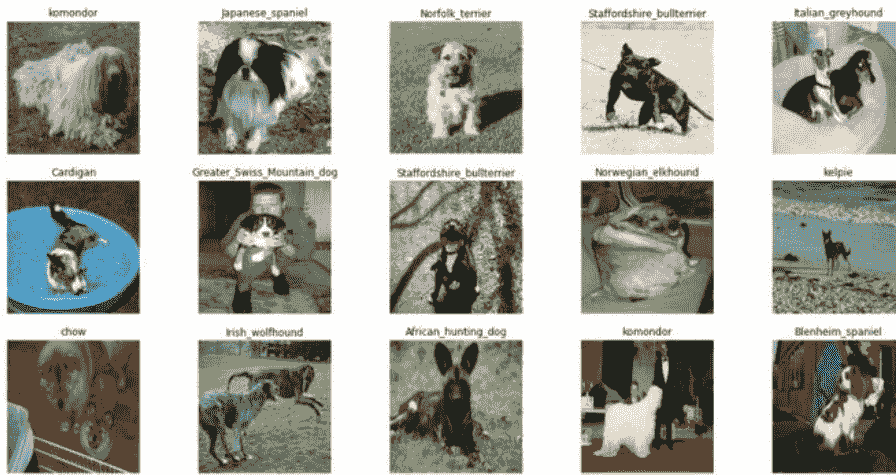 komondor
Japanese_spaniel
Norfolk_terrier
Staffordshire_bullterrier
Italian_greyhound
Cardigan
Greater_Swiss_Mountain_dog
Staffordshire_bullterrier
Norwegian_elkhound
kelpie
chow
Irish_wolfhound
African_hunting_dog
komondor
Blenheim_spaniel